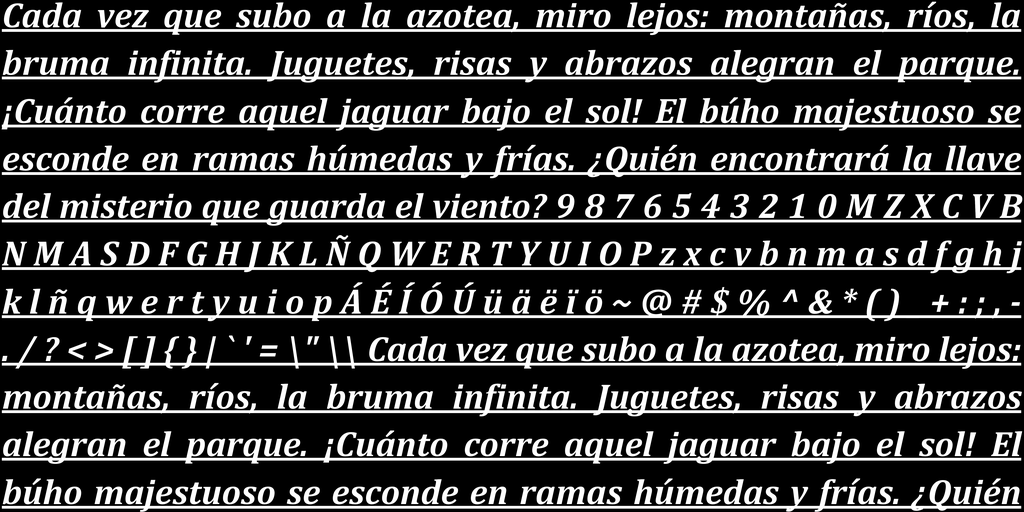 Cada vez que subo a la azotea, miro lejos: montañas, ríos, la
bruma infinita. Juguetes, risas y abrazos alegran el parque.
¡Cuánto corre aquel jaguar bajo el sol! El búho majestuoso se
esconde en ramas húmedas y frías. ¿Quién encontrará la llave
del misterio que guarda el viento? 9 8 7 6 5 4 3 2 1 0 M Z X C V B
N M A S D F G H J K L Ñ Q W E R T Y U I O P z x c v b n m a s d f g h j
k l ñ q w e r t y u i o p Á É Í Ó Ú ü ä ë ï ö ~ @ # $ % ^ & * ( ) _ + : ; , -
. / ? < > [ ] { } | ` ' = \" \\ Cada vez que subo a la azotea, miro lejos:
montañas, ríos, la bruma infinita. Juguetes, risas y abrazos
alegran el parque. ¡Cuánto corre aquel jaguar bajo el sol! El
búho majestuoso se esconde en ramas húmedas y frías. ¿Quién